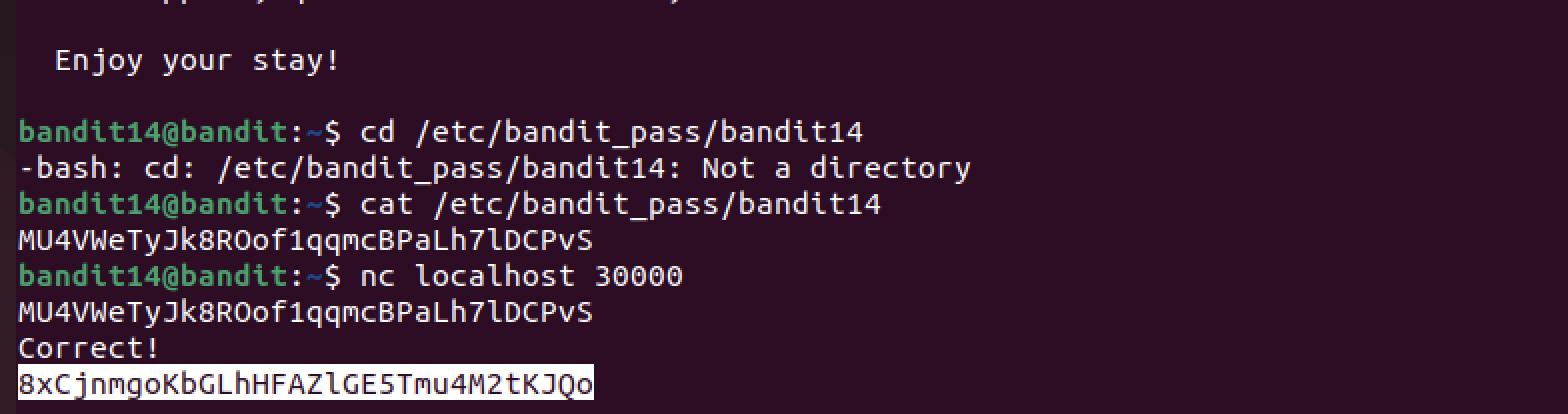 Enjoy your stay!
bandit14@bandit:~$ cd /etc/bandit_pass/bandit14
-bash: cd: /etc/bandit_pass/bandit14: Not a directory
bandit14@bandit:~$ cat /etc/bandit_pass/bandit14
MU4VWeTyJk8ROof1qqmcBPaLh7lDCPvS
bandit14@bandit:~$ nc localhost 30000
MU4VWeTyJk8ROof1qqmcBPaLh7lDCPvS
Correct!
8xCjnmgoKbGLhHFAZlGE5Tmu4M2tKJQo